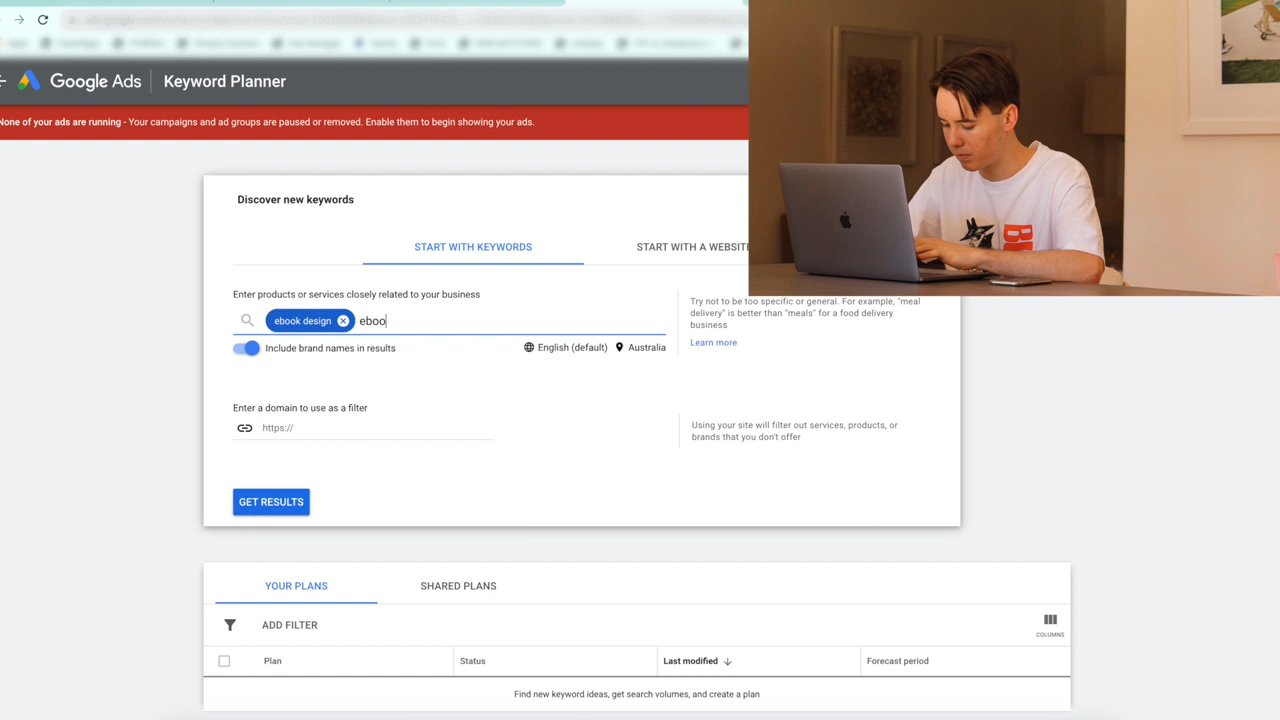 Google Ads
Keyword Planner
None of your ads are running - Your campaigns and ad groups are paused or removed. Enable them to begin showing your ads.
Discover new keywords
START WITH KEYWORDS
START WITH A WEBSITE
Enter products or services closely related to your business
ebook design
eboo
Include brand names in results
English (default)
Australia
Try not to be too specific or general. For example, "meal
delivery" is better than "meals" for a food delivery
business
Learn more
Enter a domain to use as a filter
https://
Using your site will filter out services, products, or
brands that you don't offer
GET RESULTS
YOUR PLANS
SHARED PLANS
ADD FILTER
COLUMNS
Plan
Status
Last modified
Forecast period
Find new keyword ideas, get search volumes, and create a plan